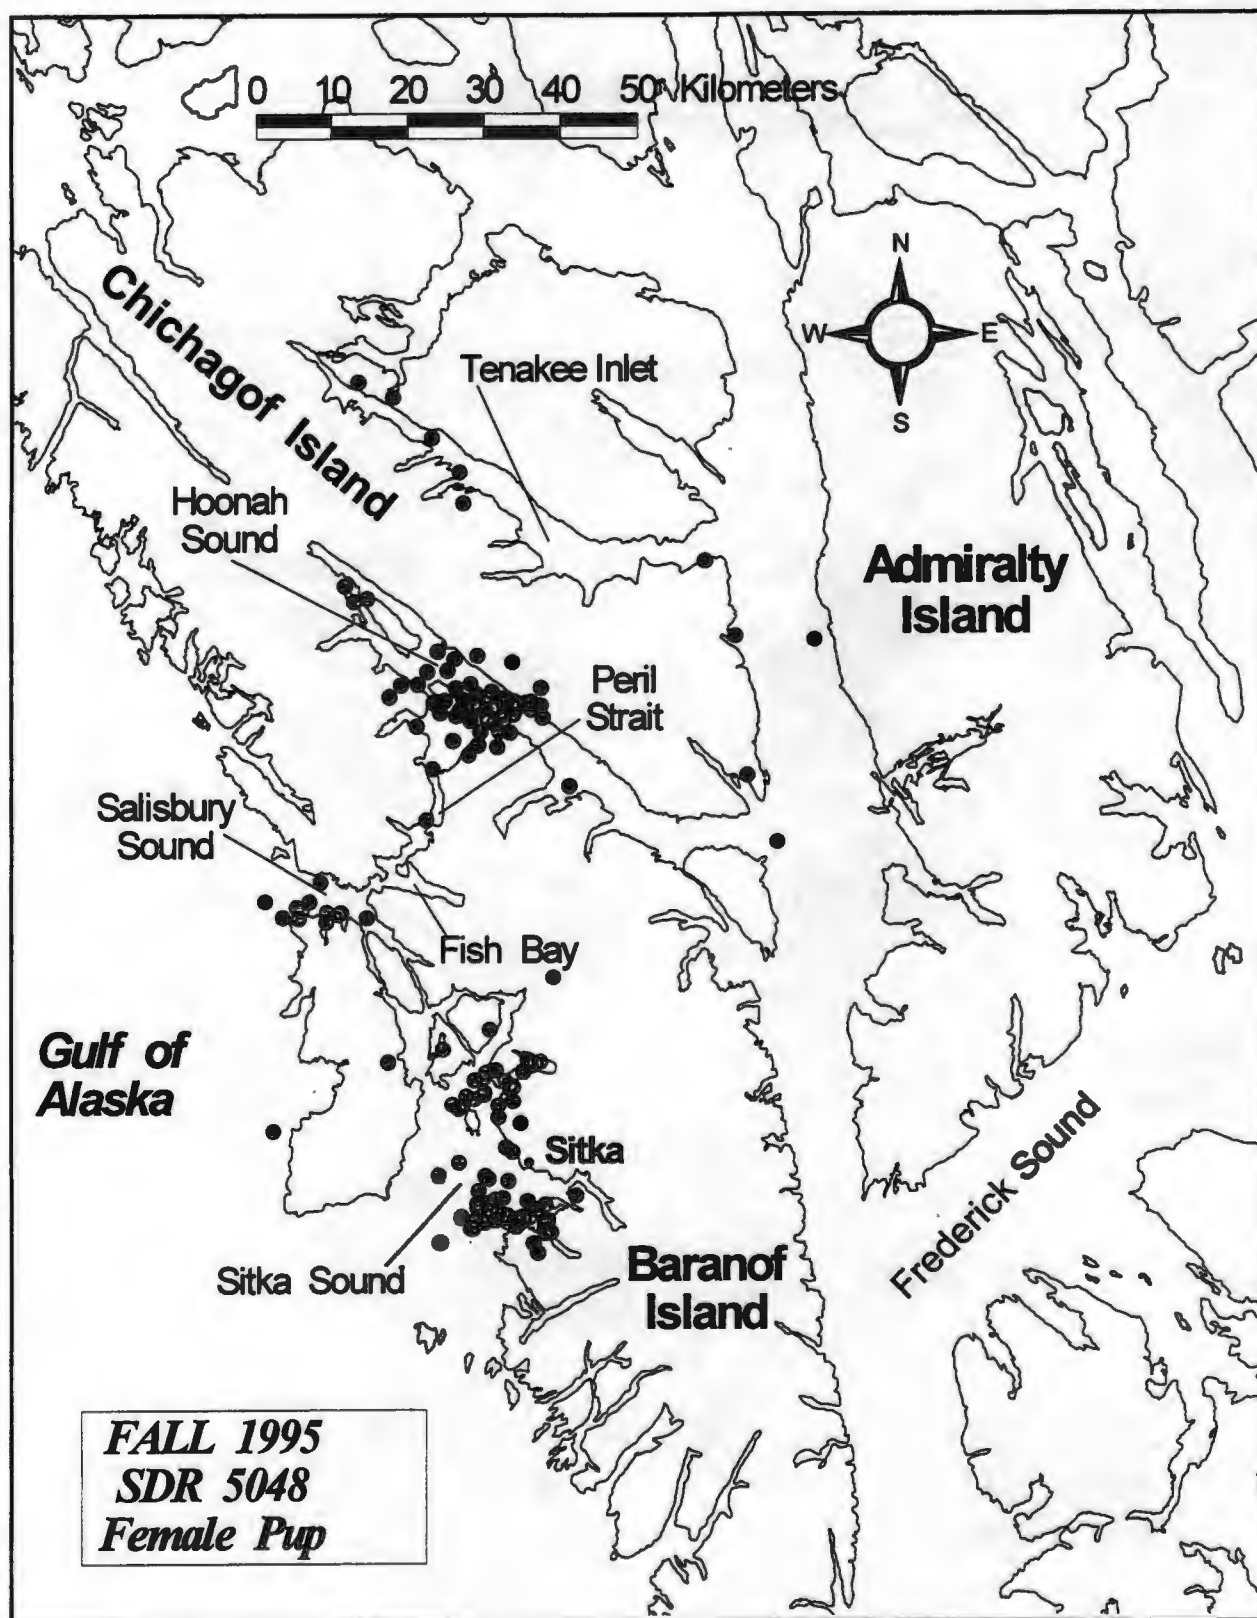 0 10 20 30 40 50 Kilometers
N
W E
S
Chichagof Island
Tenakee Inlet
Hoonah
Sound
Admiralty
Island
Peril
Strait
Salisbury
Sound
Fish Bay
Gulf of
Alaska
Sitka
Frederick Sound
Sitka Sound
Baranof
Island
FALL 1995
SDR 5048
Female Pup